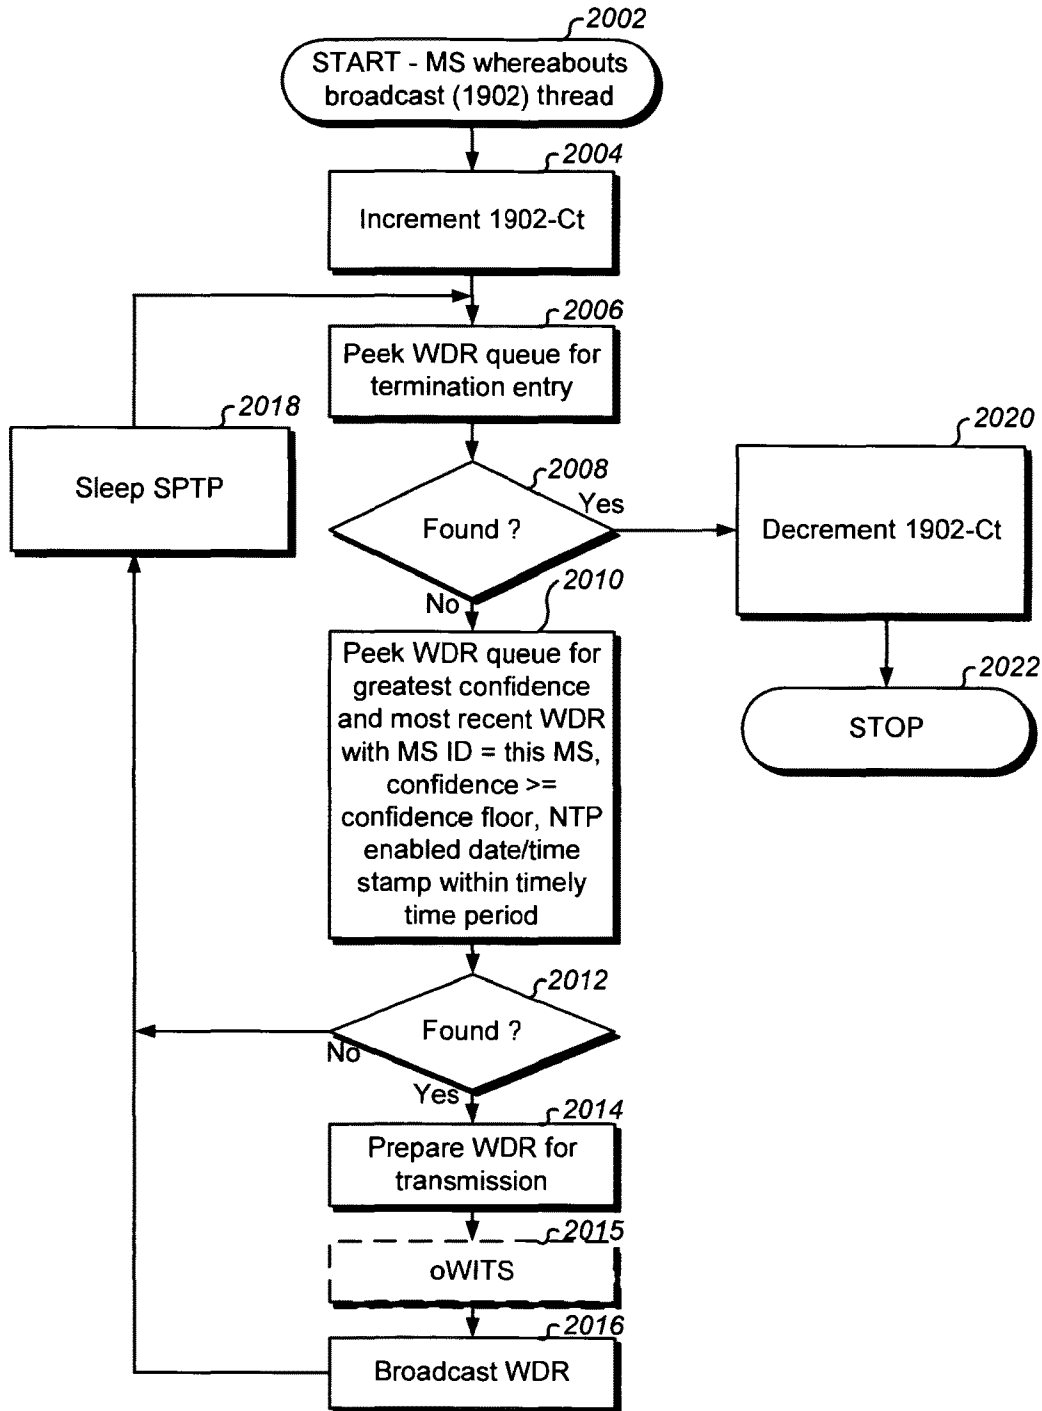 2002
START - MS whereabouts
broadcast (1902) thread
2004
Increment 1902-Ct
2006
Peek WDR queue for
termination entry
2018
Sleep SPTP
2008
Found ?
Yes
No
2020
Decrement 1902-Ct
2022
STOP
2010
Peek WDR queue for
greatest confidence
and most recent WDR
with MS ID = this MS,
confidence >=
confidence floor, NTP
enabled date/time
stamp within timely
time period
2012
Found ?
No
Yes
2014
Prepare WDR for
transmission
2015
oWITS
2016
Broadcast WDR